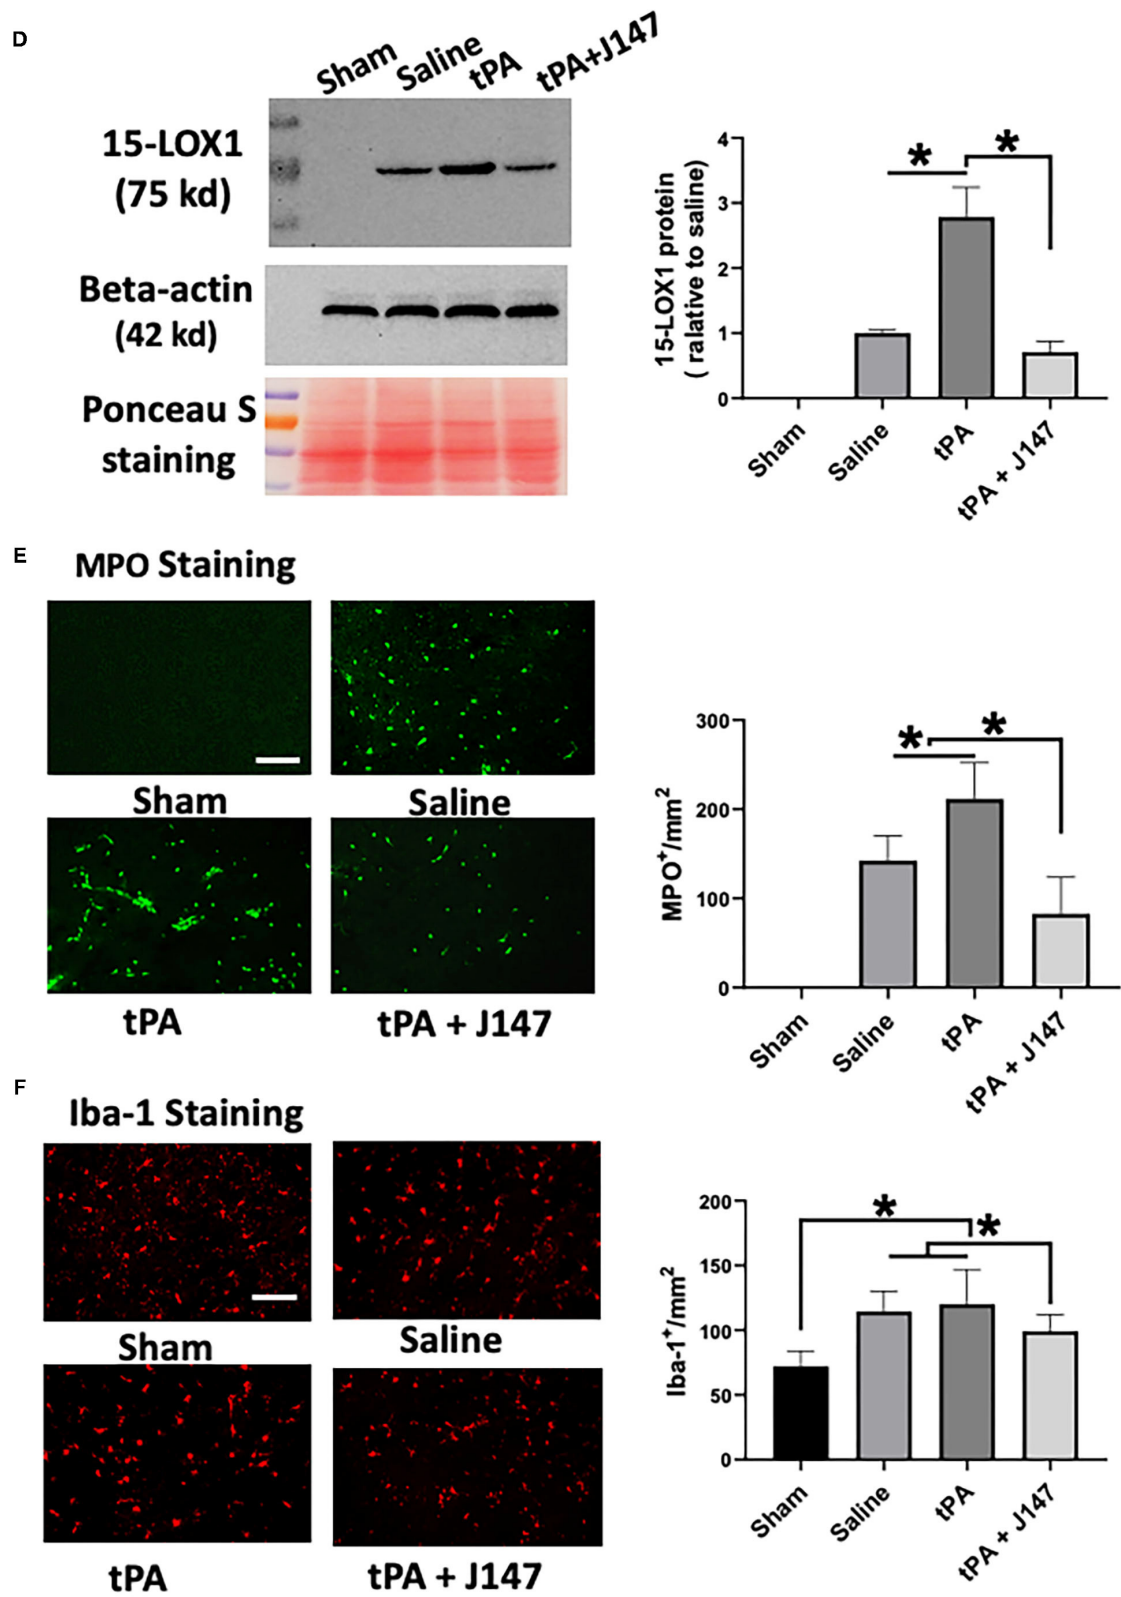 D
Sham Saline tPA tPA+J147
15-LOX1
(75 kd)
Beta-actin
(42 kd)
Ponceau S
staining
15-LOX1 protein
( ralative to saline)
4
3
2
1
0
* *
Sham Saline tPA tPA + J147
E
MPO Staining
Sham Saline
tPA tPA + J147
MPO⁺/mm²
300
200
100
0
* *
Sham Saline tPA tPA + J147
F
Iba-1 Staining
Sham Saline
tPA tPA + J147
Iba-1⁺/mm²
200
150
100
50
0
* *
Sham Saline tPA tPA + J147